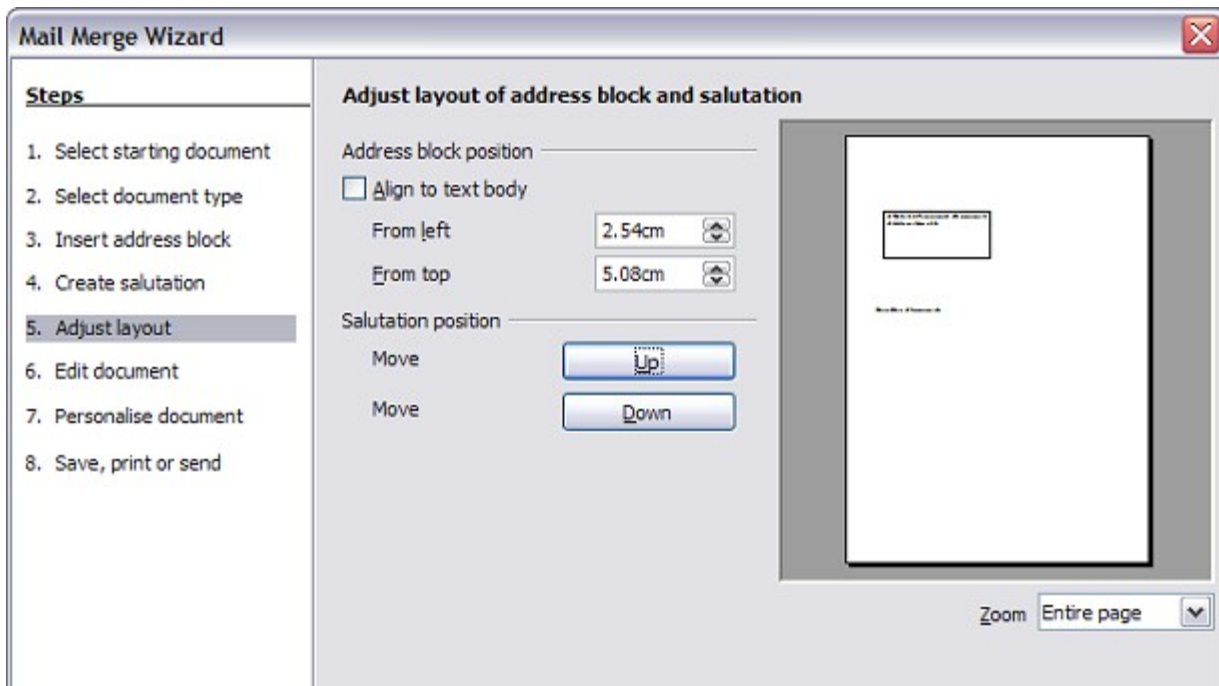 Mail Merge Wizard
Steps
1. Select starting document
2. Select document type
3. Insert address block
4. Create salutation
5. Adjust layout
6. Edit document
7. Personalise document
8. Save, print or send
Adjust layout of address block and salutation
Address block position
Align to text body
From left 2.54cm
From top 5.08cm
Salutation position
Move Up
Move Down
Zoom Entire page